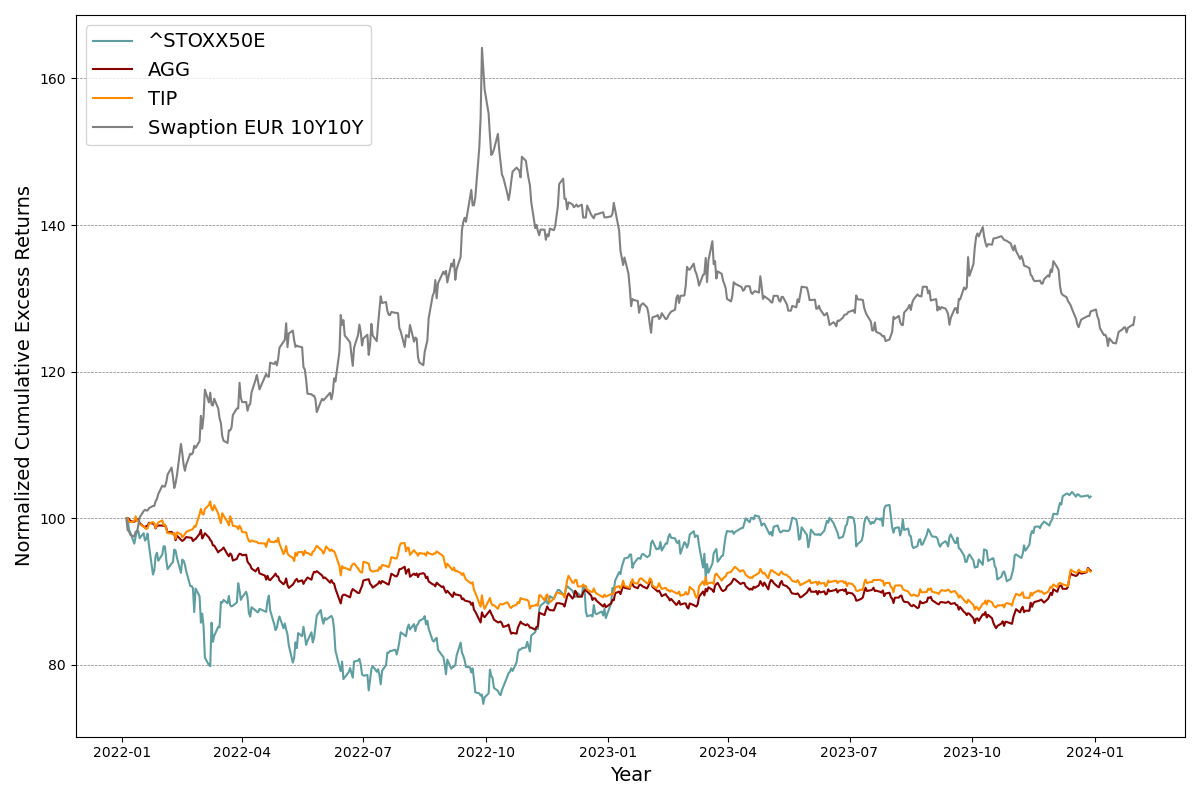 ^STOXX50E
AGG
TIP
Swaption EUR 10Y10Y
Normalized Cumulative Excess Returns
160
140
120
100
80
2022-01 2022-04 2022-07 2022-10 2023-01 2023-04 2023-07 2023-10 2024-01
Year